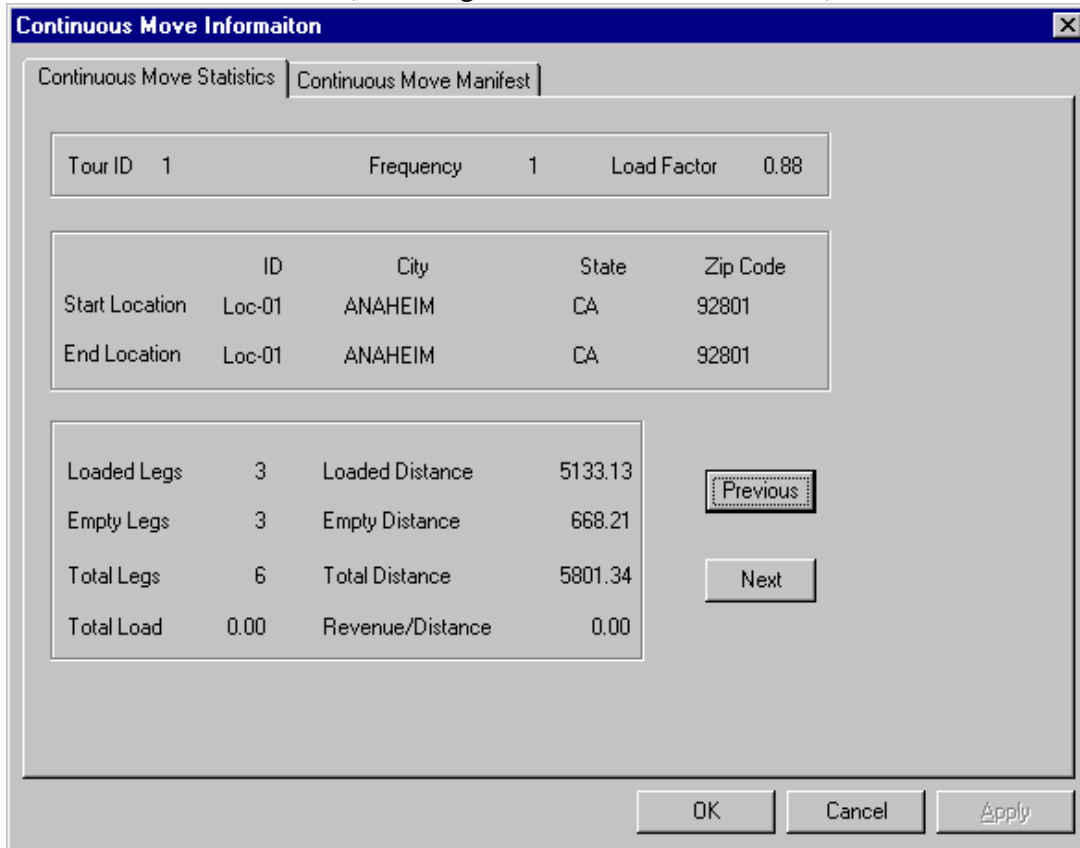 Continuous Move Informaiton
Continuous Move Statistics Continuous Move Manifest
Tour ID 1 Frequency 1 Load Factor 0.88
ID City State Zip Code
Start Location Loc-01 ANAHEIM CA 92801
End Location Loc-01 ANAHEIM CA 92801
Loaded Legs 3 Loaded Distance 5133.13
Empty Legs 3 Empty Distance 668.21
Total Legs 6 Total Distance 5801.34
Total Load 0.00 Revenue/Distance 0.00
Previous
Next
OK Cancel Apply